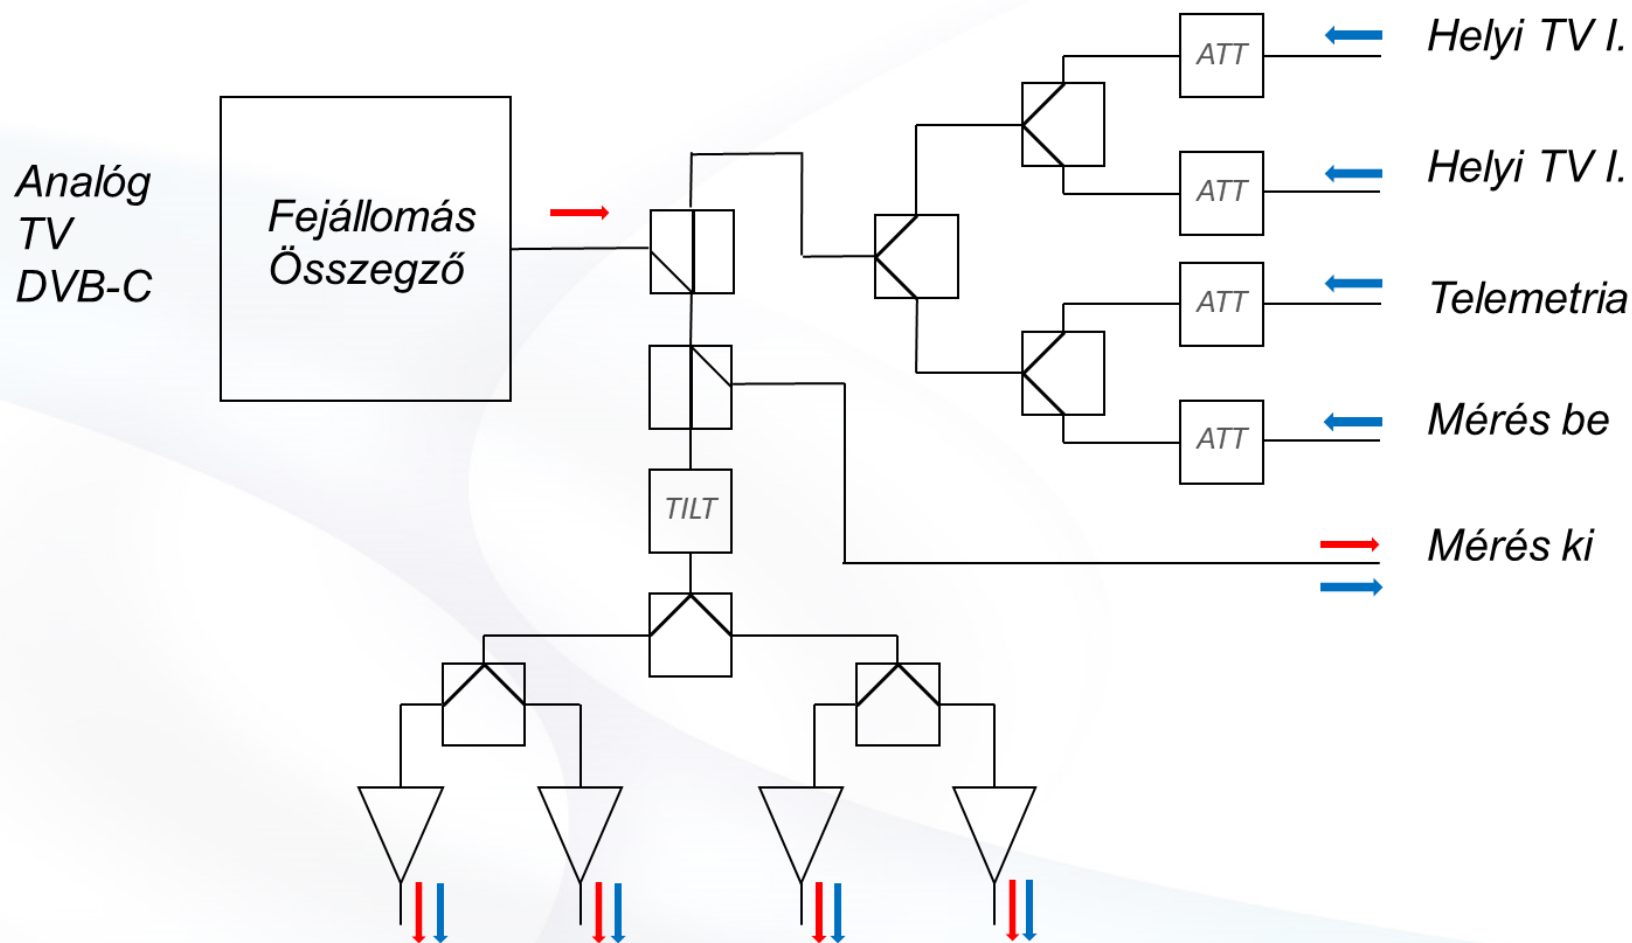 Analóg
TV
DVB-C
Fejállomás
Összegző
ATT
Helyi TV I.
ATT
Helyi TV I.
ATT
Telemetria
ATT
Mérés be
TILT
Mérés ki